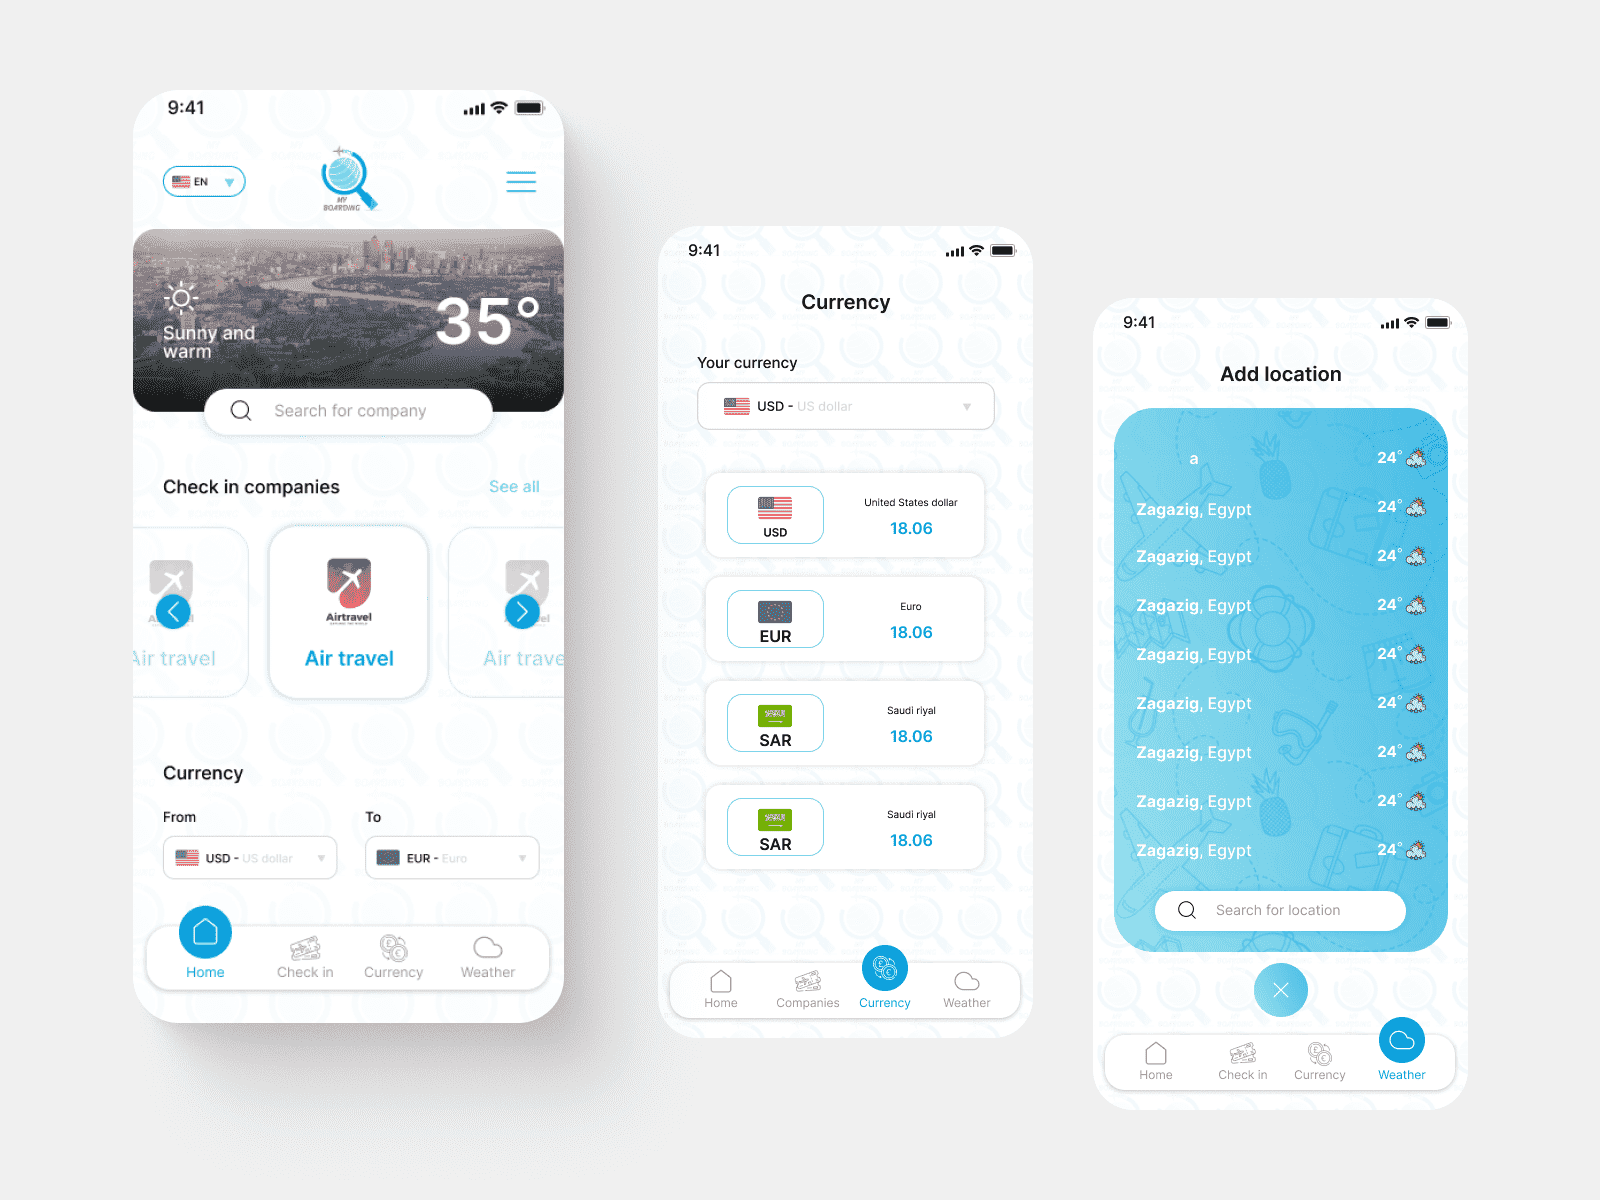 9:41
EN
MY
BOARDING
Sunny and
warm
35°
Search for company
Check in companies
See all
Airtravel
Air travel
Air travel
Air trave
Currency
From
To
USD - US dollar
EUR - Euro
Home
Check in
Currency
Weather
9:41
Currency
Your currency
USD - US dollar
USD
United States dollar
18.06
EUR
Euro
18.06
SAR
Saudi riyal
18.06
SAR
Saudi riyal
18.06
Home
Companies
Currency
Weather
9:41
Add location
a 24°
Zagazig, Egypt 24°
Zagazig, Egypt 24°
Zagazig, Egypt 24°
Zagazig, Egypt 24°
Zagazig, Egypt 24°
Zagazig, Egypt 24°
Zagazig, Egypt 24°
Zagazig, Egypt 24°
Search for location
Home
Check in
Currency
Weather